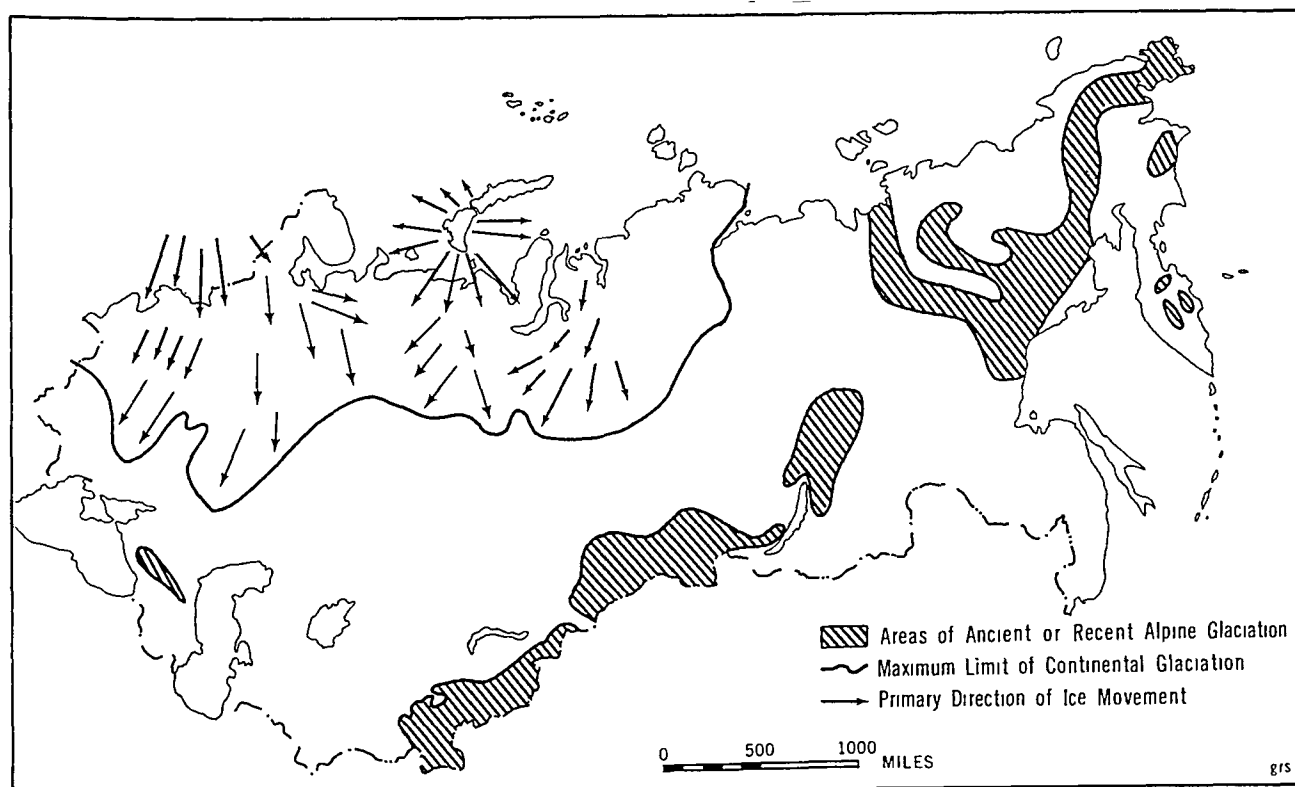 Areas of Ancient or Recent Alpine Glaciation
Maximum Limit of Continental Glaciation
Primary Direction of Ice Movement
0 500 1000
MILES
grs